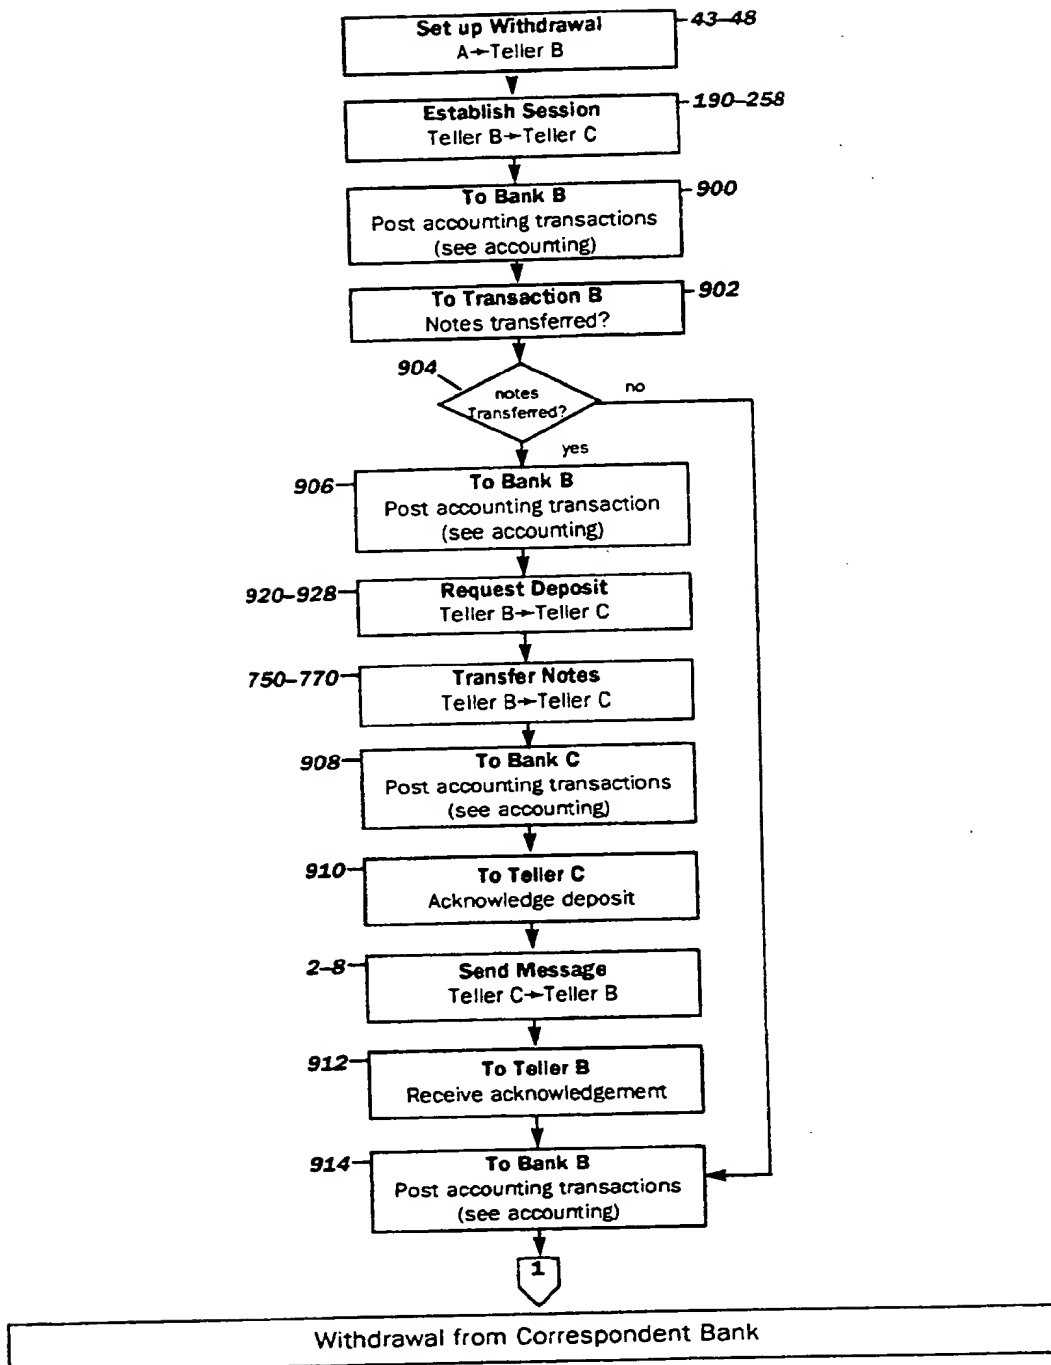 Set up Withdrawal
A→Teller B
43–48
Establish Session
Teller B→Teller C
190–258
To Bank B
Post accounting transactions
(see accounting)
900
To Transaction B
Notes transferred?
902
904
notes
Transferred?
no
yes
906
To Bank B
Post accounting transaction
(see accounting)
920–928
Request Deposit
Teller B→Teller C
750–770
Transfer Notes
Teller B→Teller C
908
To Bank C
Post accounting transactions
(see accounting)
910
To Teller C
Acknowledge deposit
2–8
Send Message
Teller C→Teller B
912
To Teller B
Receive acknowledgement
914
To Bank B
Post accounting transactions
(see accounting)
1
Withdrawal from Correspondent Bank